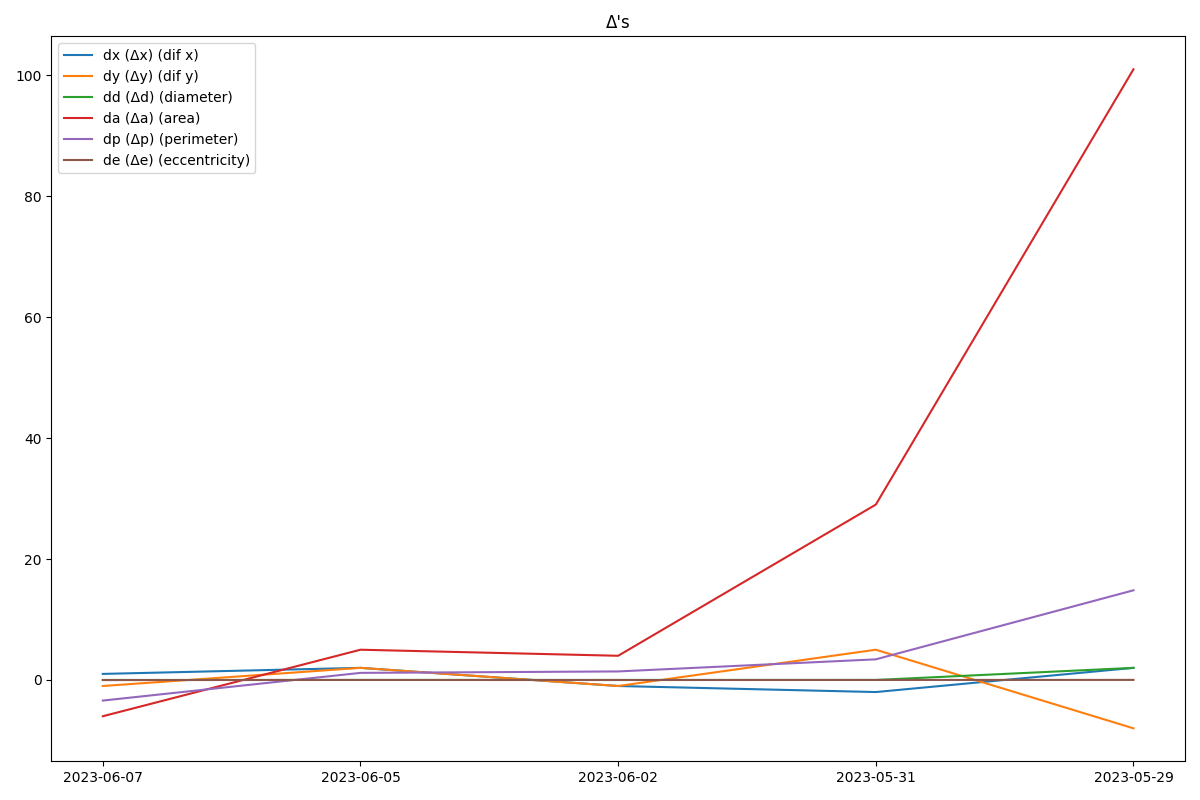 Δ's
dx (Δx) (dif x)
dy (Δy) (dif y)
dd (Δd) (diameter)
da (Δa) (area)
dp (Δp) (perimeter)
de (Δe) (eccentricity)
100
80
60
40
20
0
2023-06-07 2023-06-05 2023-06-02 2023-05-31 2023-05-29